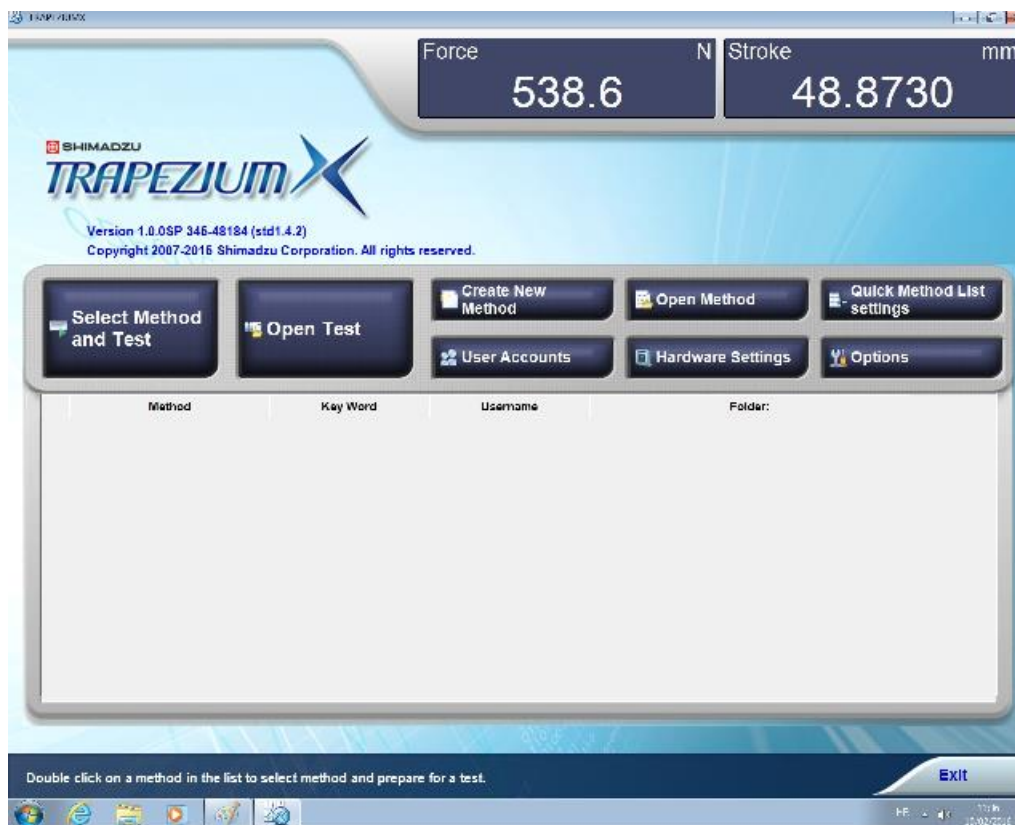 TRAPEZIUMX
Force N
538.6
Stroke mm
48.8730
SHIMADZU
TRAPEZIUM X
Version 1.0.0SP 346-48184 (std1.4.2)
Copyright 2007-2016 Shimadzu Corporation. All rights reserved.
Select Method
and Test
Open Test
Create New
Method
Open Method
Quick Method List
settings
User Accounts
Hardware Settings
Options
Method Key Word Username Folder:
Double click on a method in the list to select method and prepare for a test.
Exit